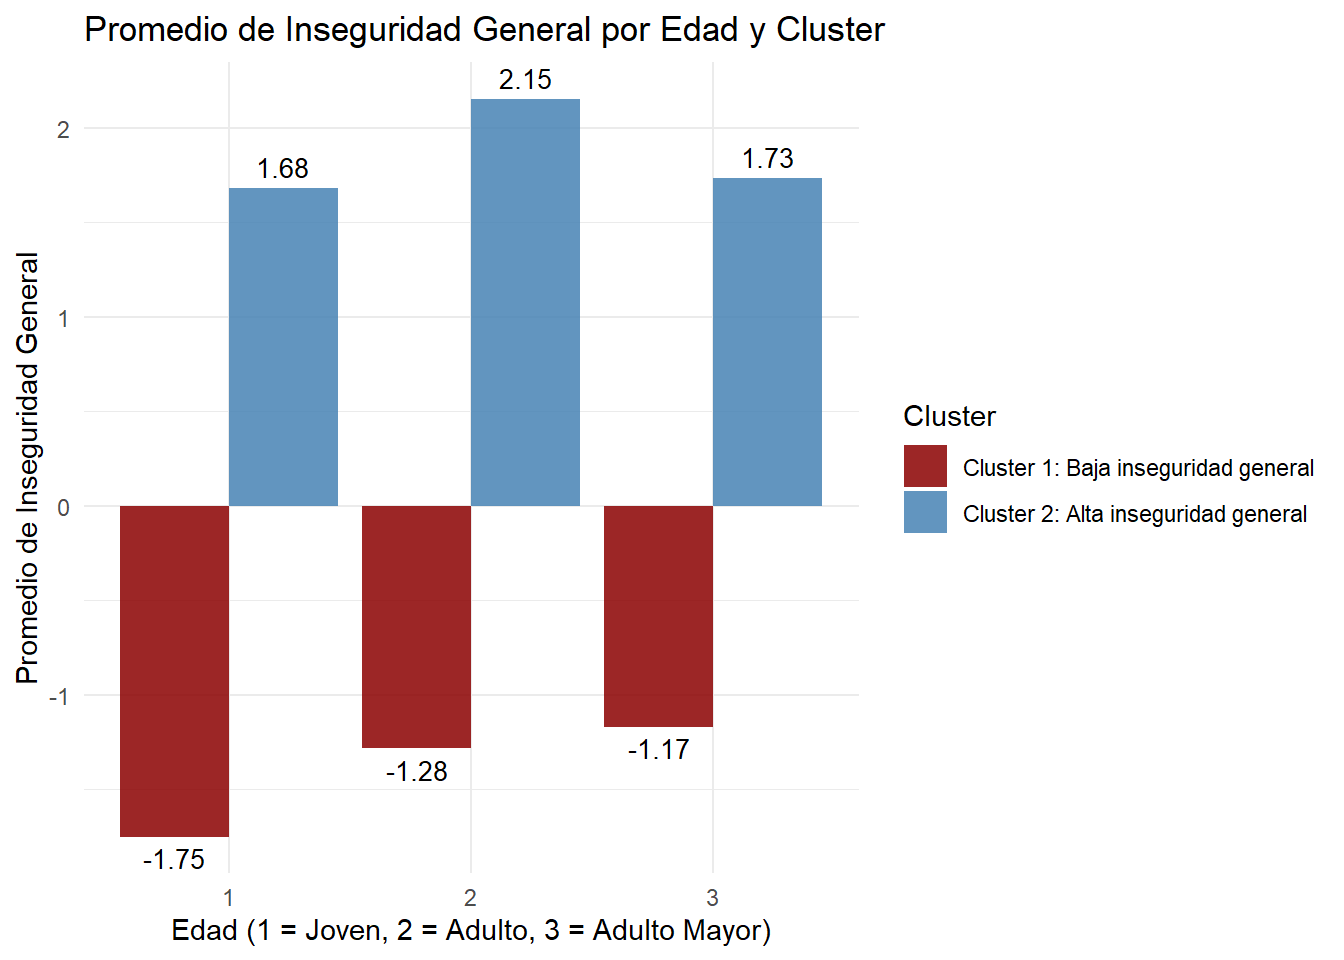 Promedio de Inseguridad General por Edad y Cluster
Promedio de Inseguridad General
2
1
0
-1
2.15
1.68
1.73
-1.28
-1.17
-1.75
1
2
3
Edad (1 = Joven, 2 = Adulto, 3 = Adulto Mayor)
Cluster
Cluster 1: Baja inseguridad general
Cluster 2: Alta inseguridad general